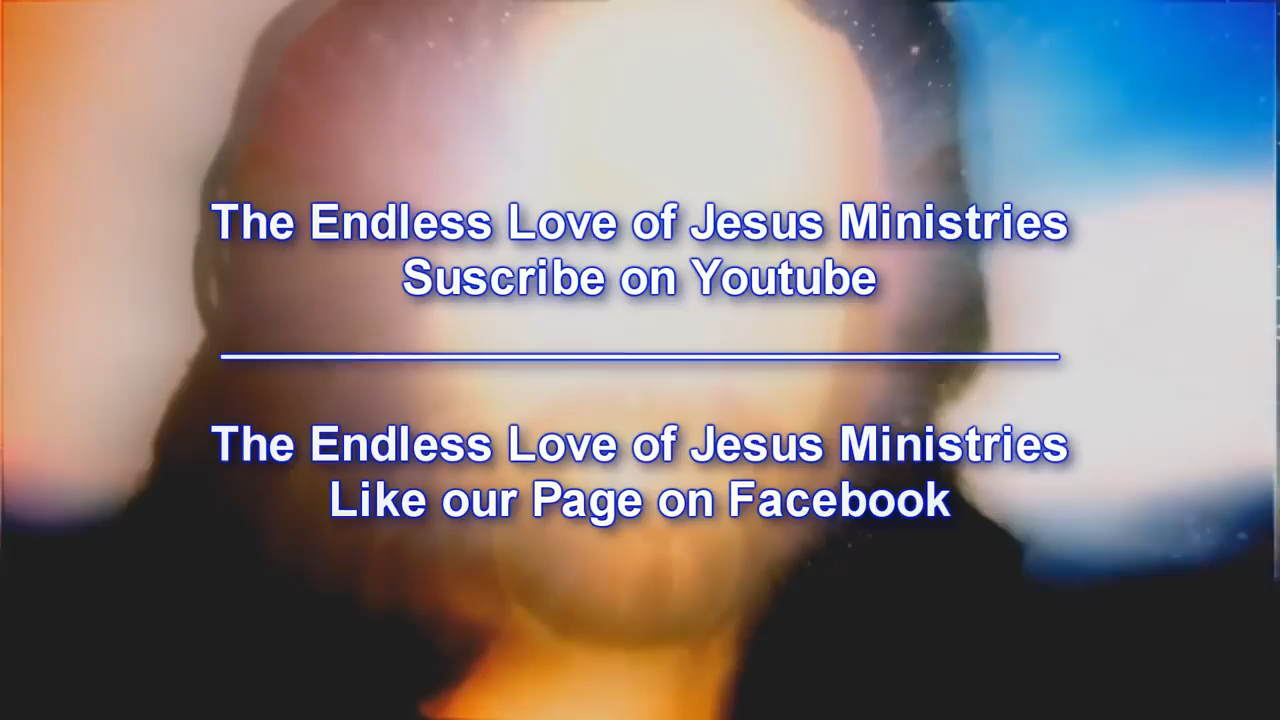 The Endless Love of Jesus Ministries
Suscribe on Youtube
The Endless Love of Jesus Ministries
Like our Page on Facebook